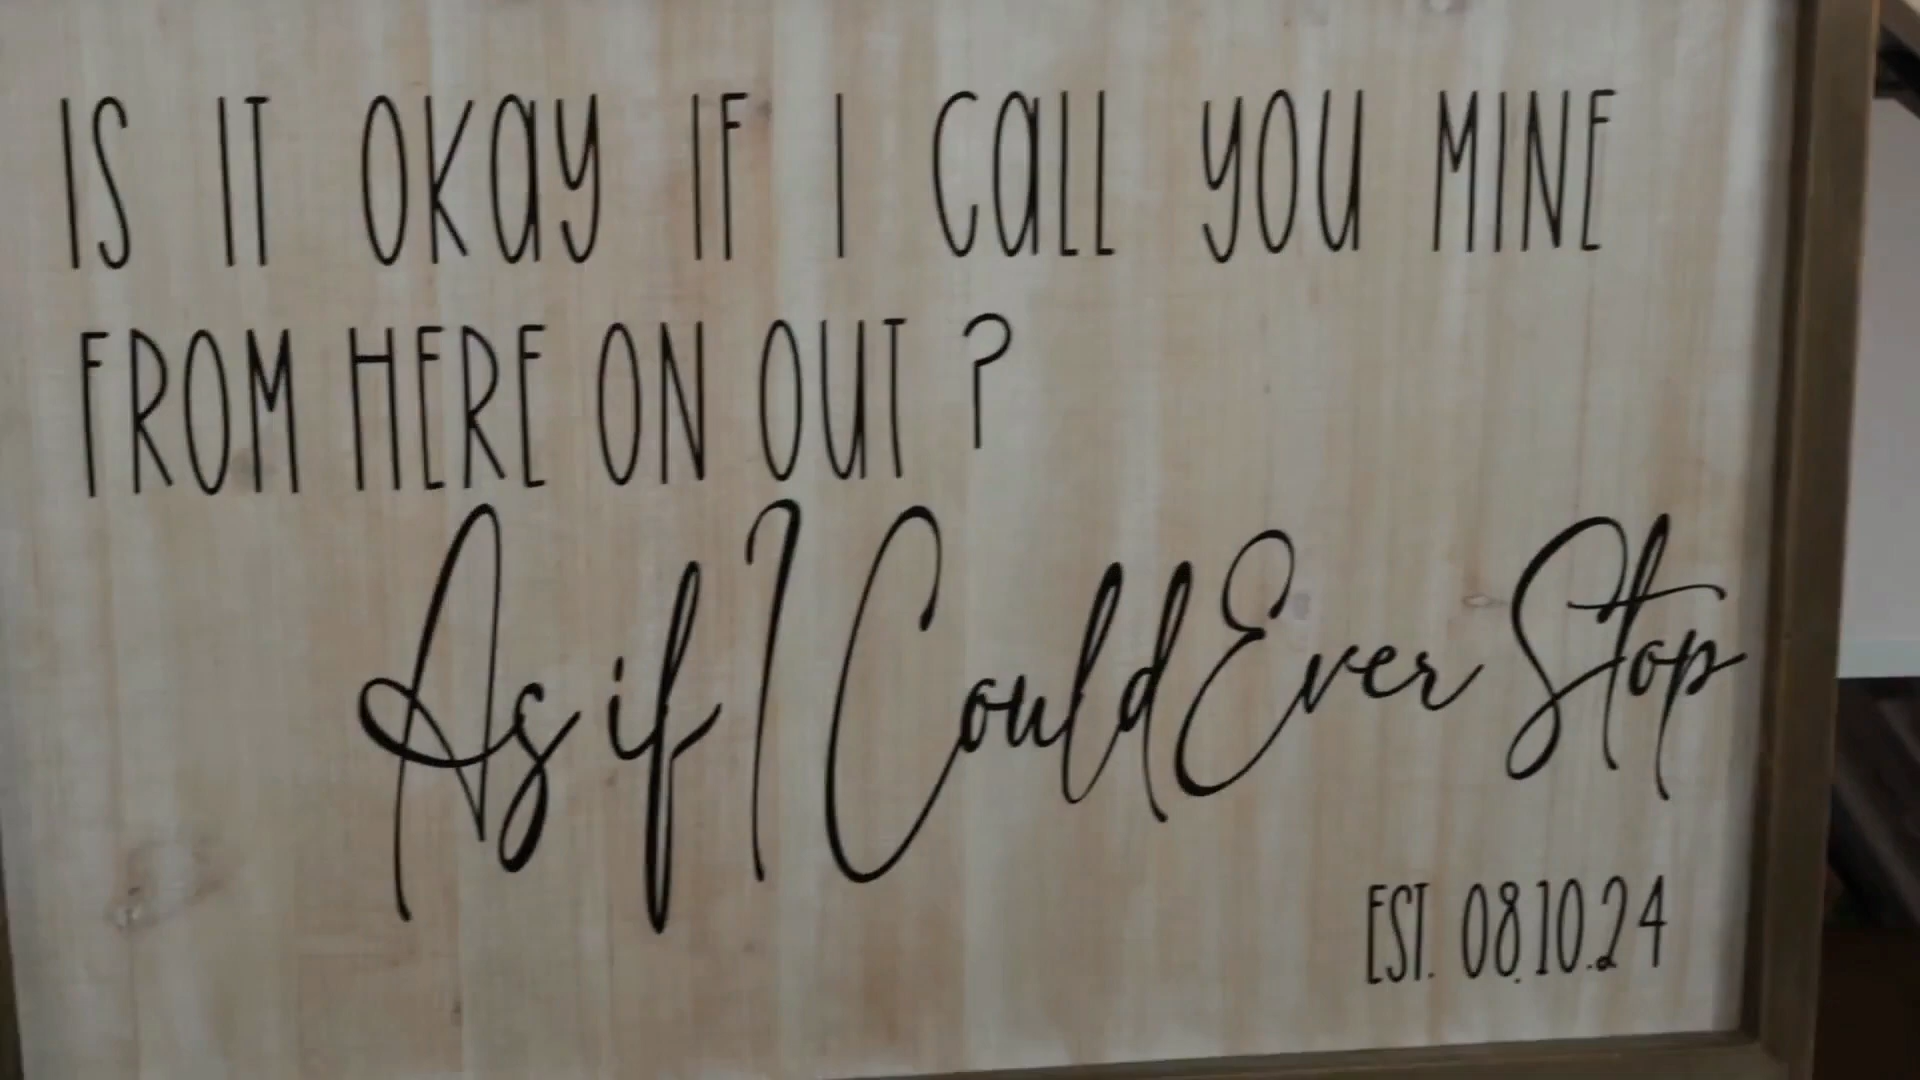 IS IT OKAY IF I CALL YOU MINE
FROM HERE ON OUT ?
As if I Could Ever Stop
EST. 08.10.24